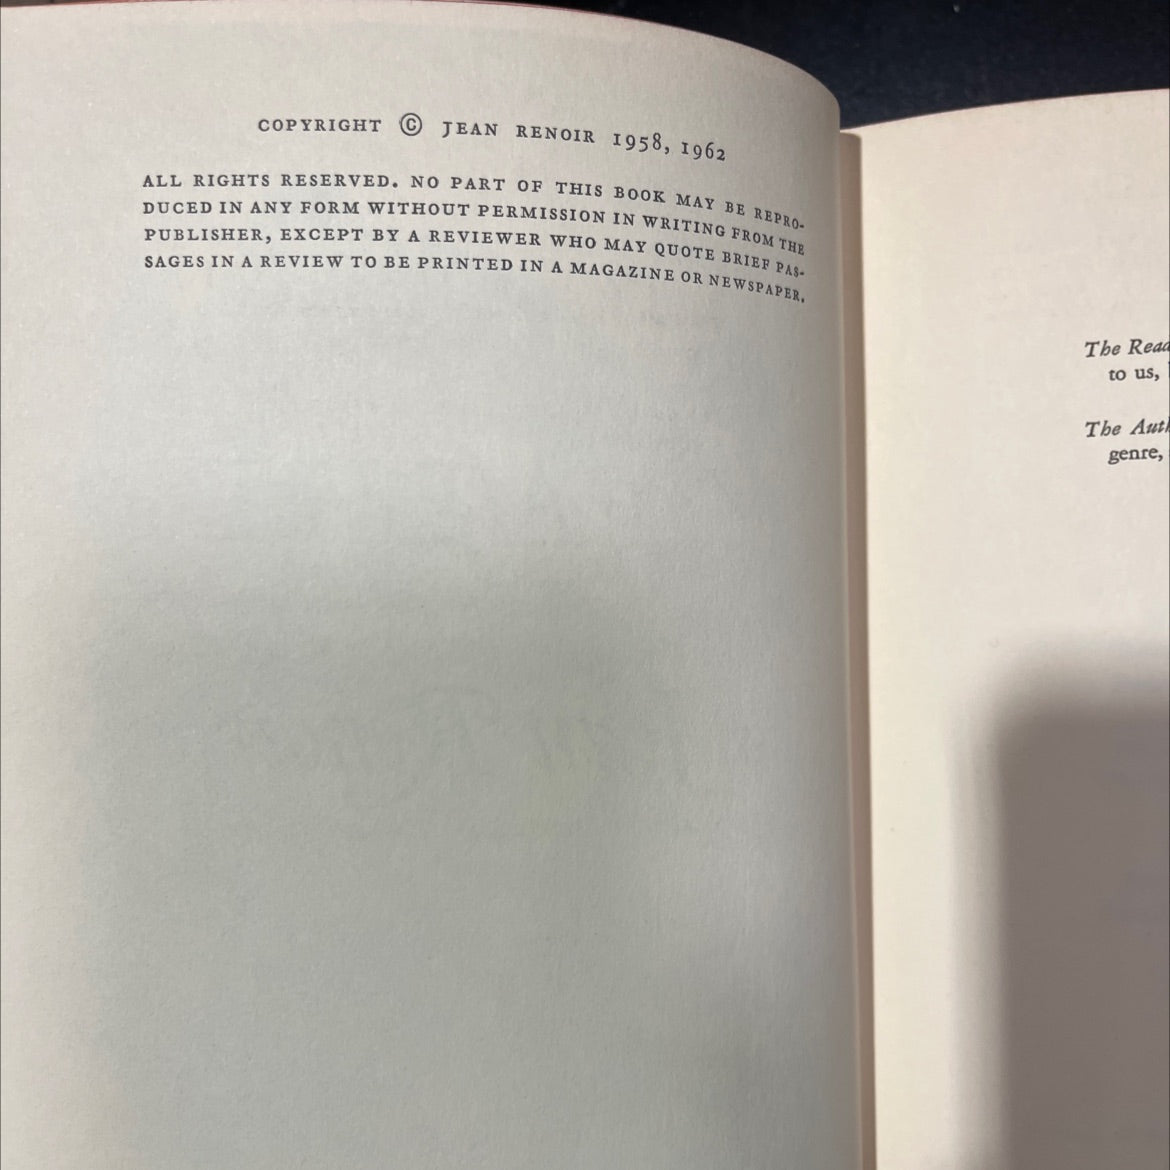 COPYRIGHT © JEAN RENOIR 1958, 1962
ALL RIGHTS RESERVED. NO PART OF THIS BOOK MAY BE REPRO-
DUCED IN ANY FORM WITHOUT PERMISSION IN WRITING FROM THE
PUBLISHER, EXCEPT BY A REVIEWER WHO MAY QUOTE BRIEF PAS-
SAGES IN A REVIEW TO BE PRINTED IN A MAGAZINE OR NEWSPAPER.
The
to us,
The
genre,